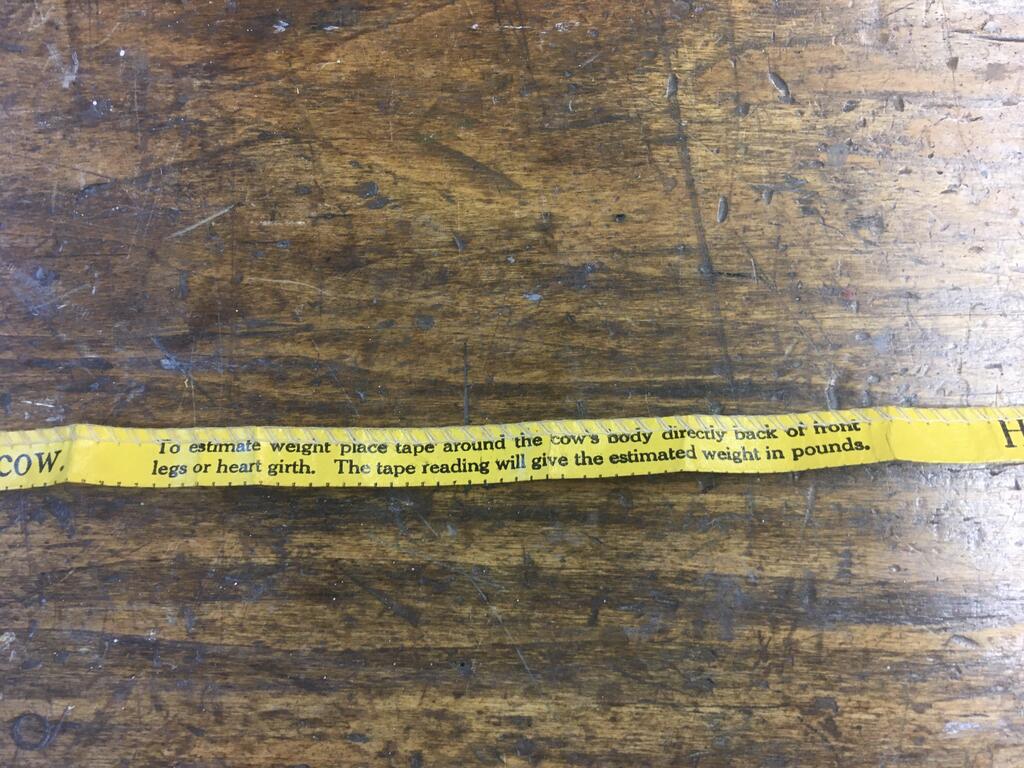 COW.
To estimate weight place tape around the cow's body directly back of front
legs or heart girth. The tape reading will give the estimated weight in pounds.
H